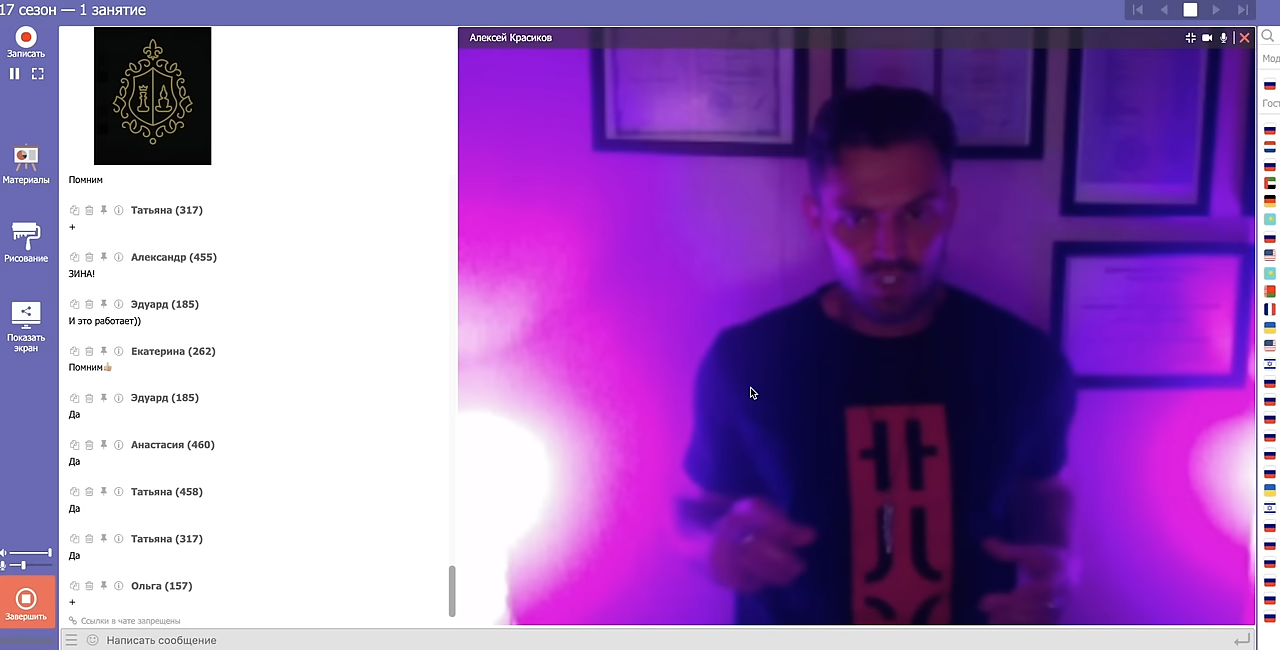 17 сезон — 1 занятие
Записать
Материалы
Рисование
Показать
экран
Завершить
Помним
Татьяна (317)
+
Александр (455)
ЗИНА!
Эдуард (185)
И это работает))
Екатерина (262)
Помним👍
Эдуард (185)
Да
Анастасия (460)
Да
Татьяна (458)
Да
Татьяна (317)
Да
Ольга (157)
+
Ссылки в чате запрещены
Написать сообщение
Алексей Красиков
Мод
Гост